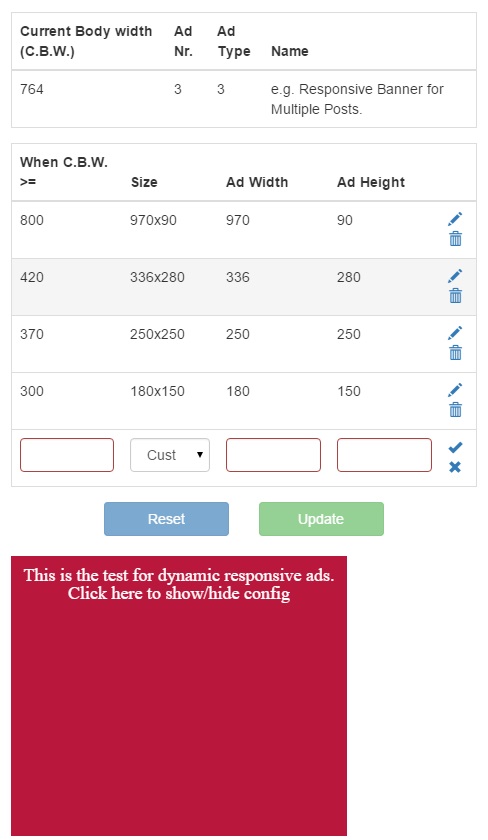 Current Body width Ad Ad
(C.B.W.) Nr. Type Name
764 3 3 e.g. Responsive Banner for
Multiple Posts.
When C.B.W.
>= Size Ad Width Ad Height
800 970x90 970 90
420 336x280 336 280
370 250x250 250 250
300 180x150 180 150
Cust
Reset Update
This is the test for dynamic responsive ads.
Click here to show/hide config